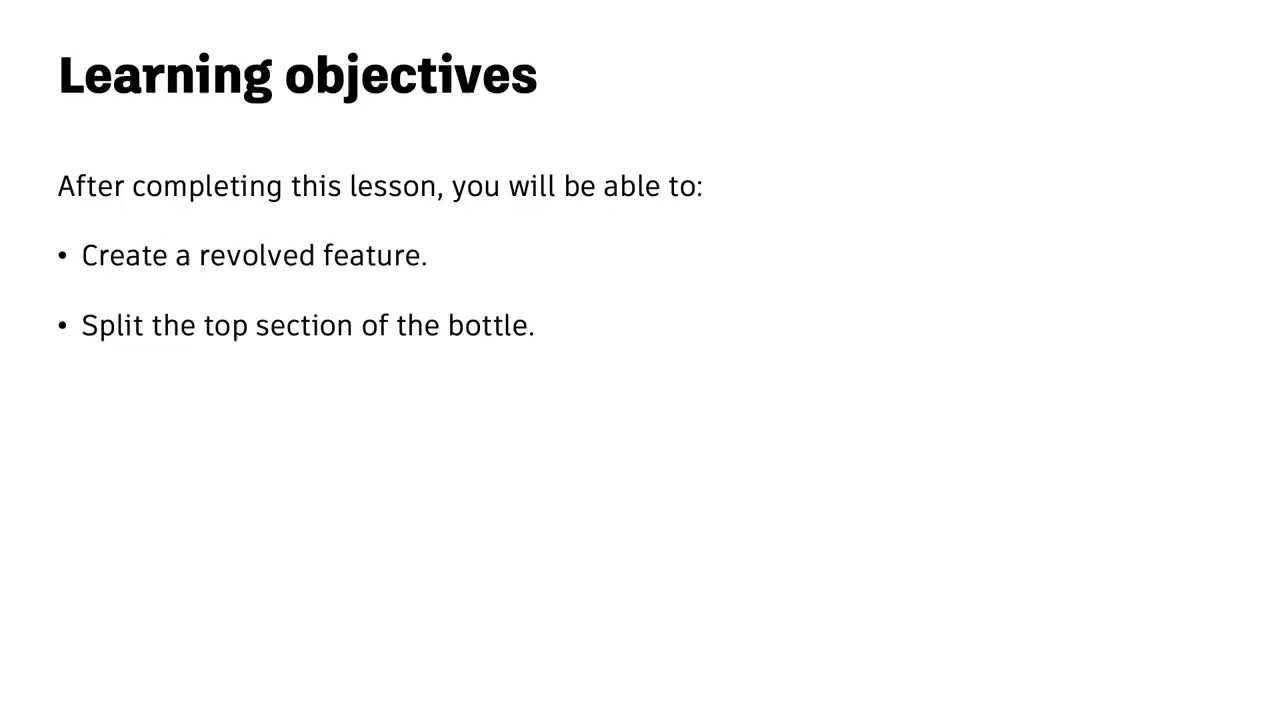 Learning objectives
After completing this lesson, you will be able to:
• Create a revolved feature.
• Split the top section of the bottle.